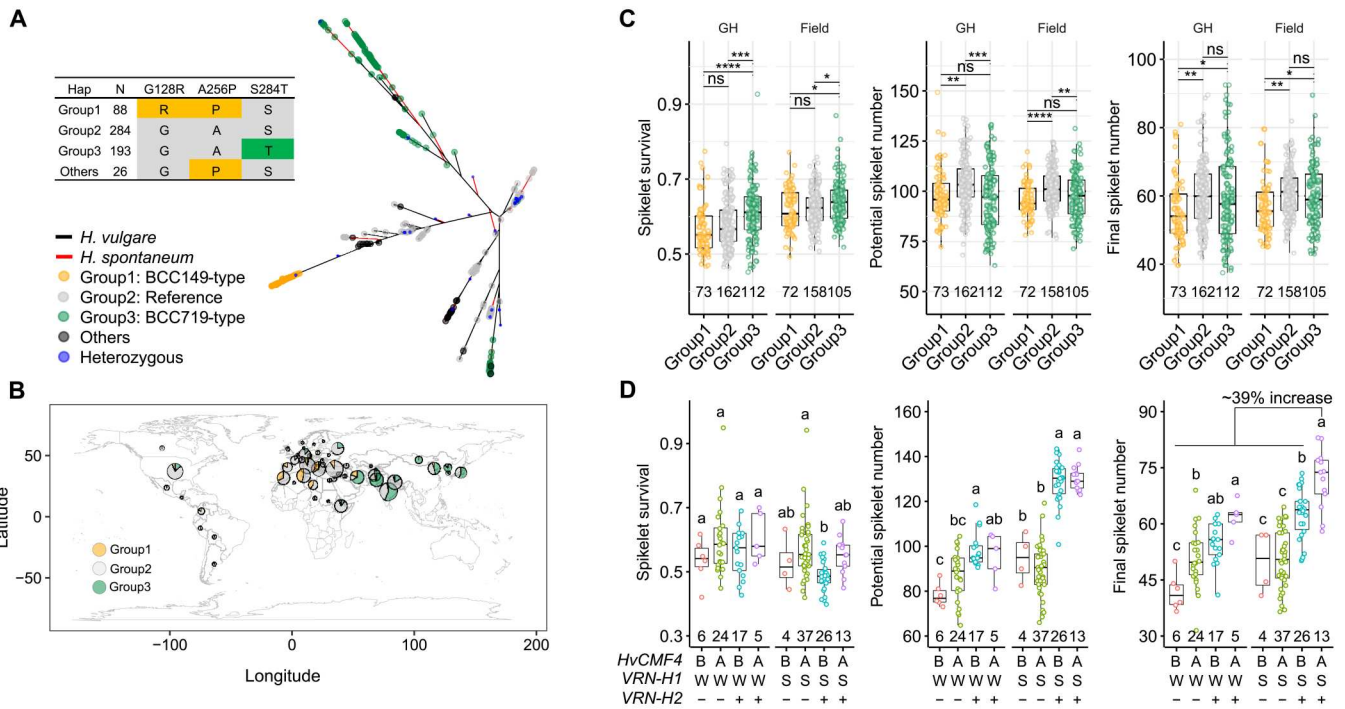 A
Hap N G128R A256P S284T
Group1 88 R P S
Group2 284 G A S
Group3 193 G A T
Others 26 G P S
H. vulgare
H. spontaneum
Group1: BCC149-type
Group2: Reference
Group3: BCC719-type
Others
Heterozygous
B
Latitude
50
0
−50
Group1
Group2
Group3
−100 0 100 200
Longitude
C
GH Field
Spikelet survival
0.9
0.7
0.5
***
****
ns
*
*
ns
73 162 112 72 158 105
Group1 Group2 Group3 Group1 Group2 Group3
GH Field
Potential spikelet number
150
125
100
75
50
***
ns
**
**
ns
****
73 162 112 72 158 105
Group1 Group2 Group3 Group1 Group2 Group3
GH Field
Final spikelet number
100
80
60
40
ns
*
**
ns
*
**
73 162 112 72 158 105
Group1 Group2 Group3 Group1 Group2 Group3
D
Spikelet survival
0.9
0.7
0.5
0.3
a a a a ab a b ab
6 24 17 5 4 37 26 13
HvCMF4 B A B A B A B A
VRN-H1 W W W W S S S S
VRN-H2 − − + + − − + +
Potential spikelet number
160
140
120
100
80
60
c bc a ab b b a a
6 24 17 5 4 37 26 13
B A B A B A B A
W W W W S S S S
− − + + − − + +
~39% increase
Final spikelet number
90
75
60
45
30
c b ab a c c b a
6 24 17 5 4 37 26 13
B A B A B A B A
W W W W S S S S
− − + + − − + +